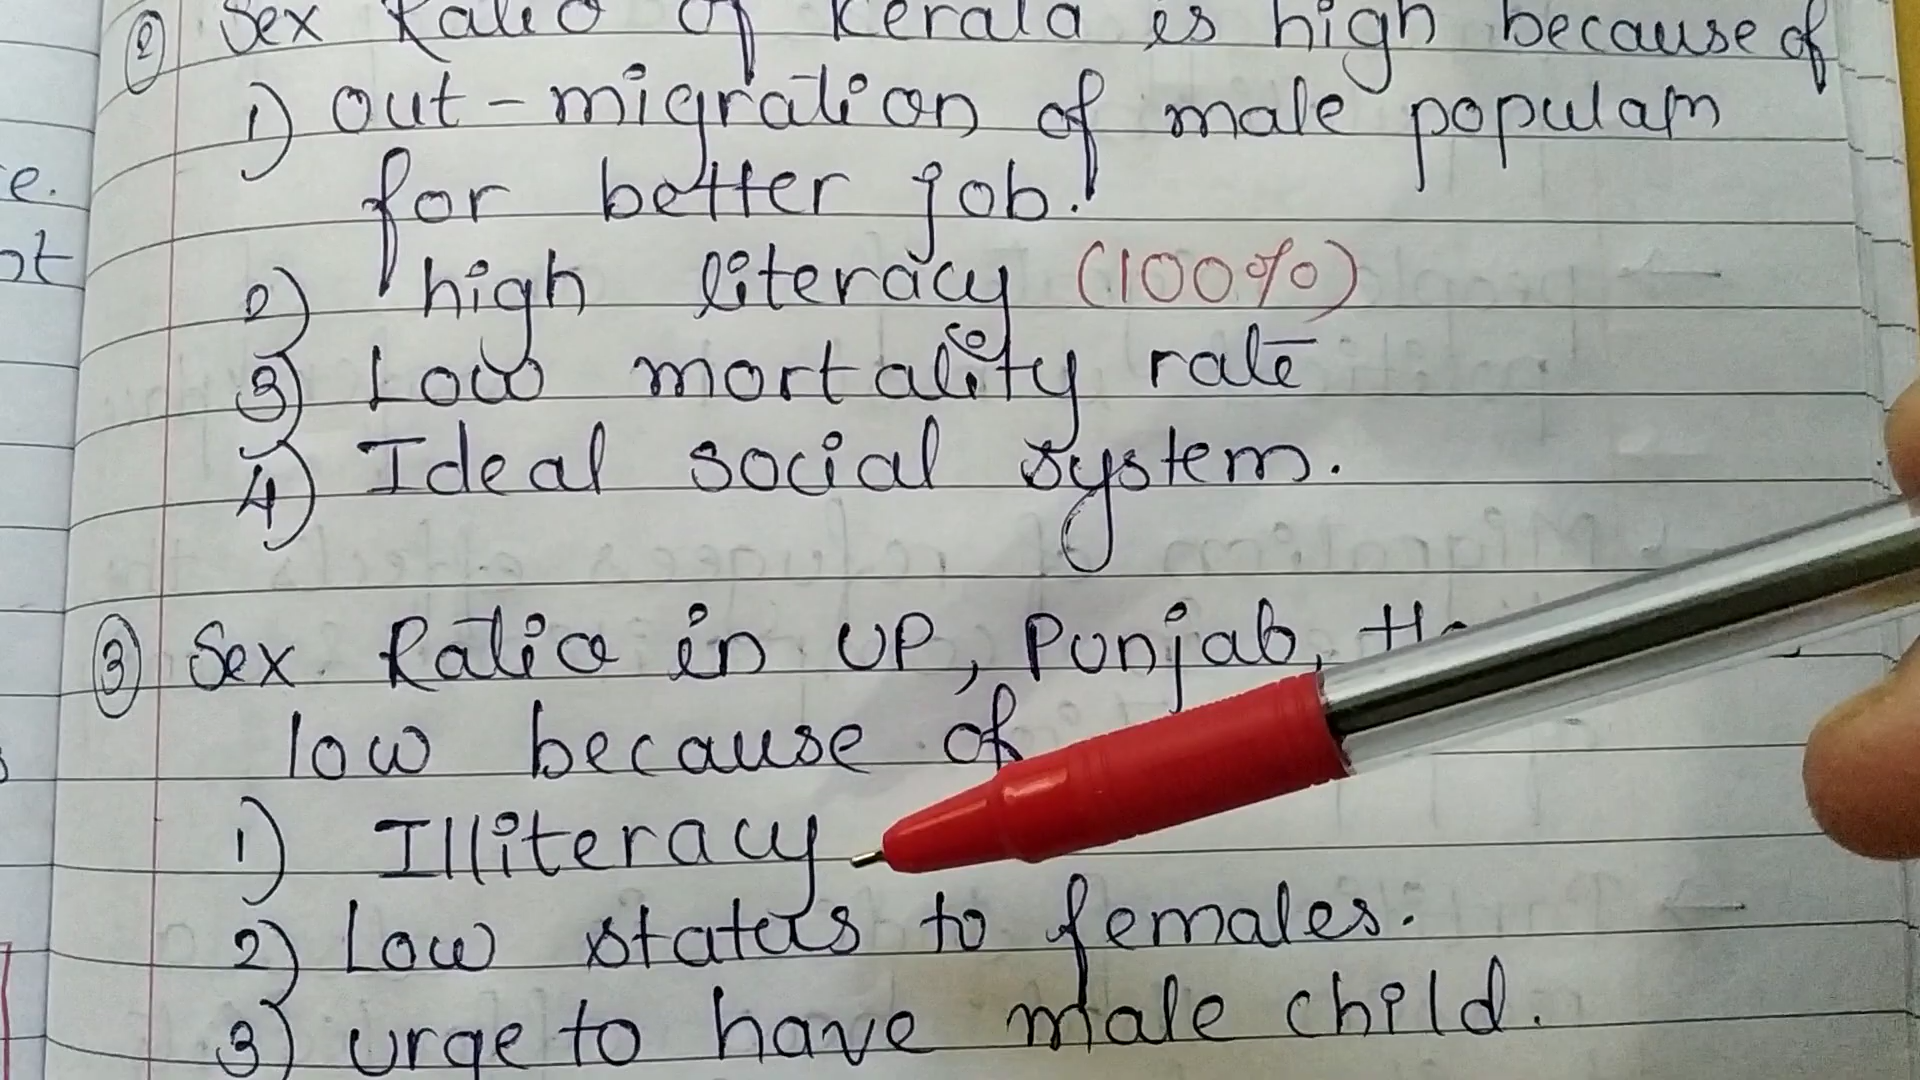 ② Sex Ratio of Kerala is high because of
1) out-migration of male populatn
for better job.
2) high literacy (100%)
3) Low mortality rate
4) Ideal social system.
③ Sex Ratio in UP, Punjab,
low because of
1) Illiteracy
2) Low status to females.
3) urge to have male child.